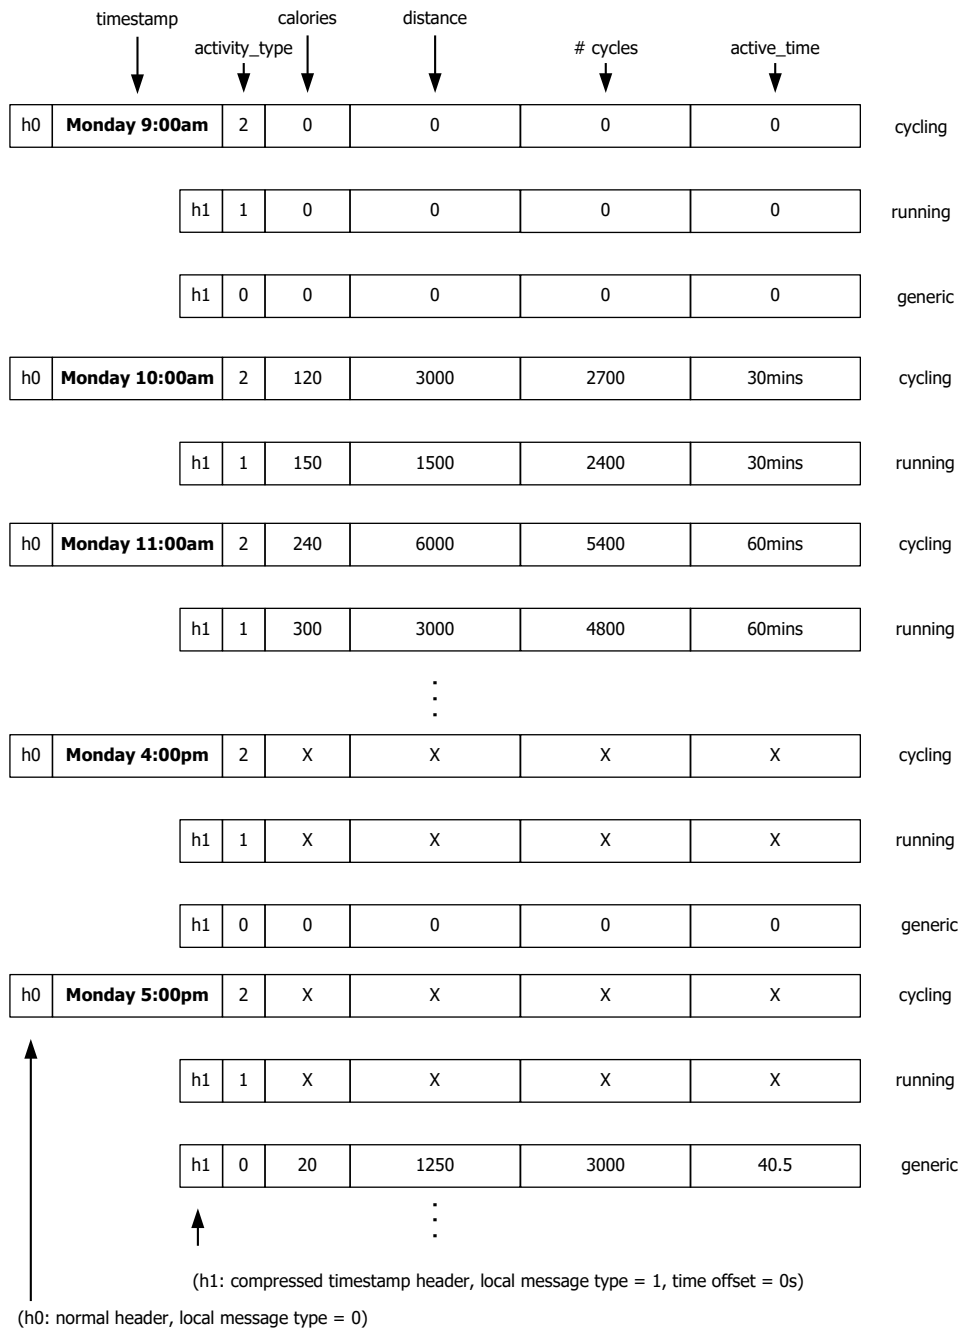 timestamp calories distance
activity_type # cycles active_time
h0 Monday 9:00am 2 0 0 0 0 cycling
h1 1 0 0 0 0 running
h1 0 0 0 0 0 generic
h0 Monday 10:00am 2 120 3000 2700 30mins cycling
h1 1 150 1500 2400 30mins running
h0 Monday 11:00am 2 240 6000 5400 60mins cycling
h1 1 300 3000 4800 60mins running
h0 Monday 4:00pm 2 X X X X cycling
h1 1 X X X X running
h1 0 0 0 0 0 generic
h0 Monday 5:00pm 2 X X X X cycling
h1 1 X X X X running
h1 0 20 1250 3000 40.5 generic
(h1: compressed timestamp header, local message type = 1, time offset = 0s)
(h0: normal header, local message type = 0)